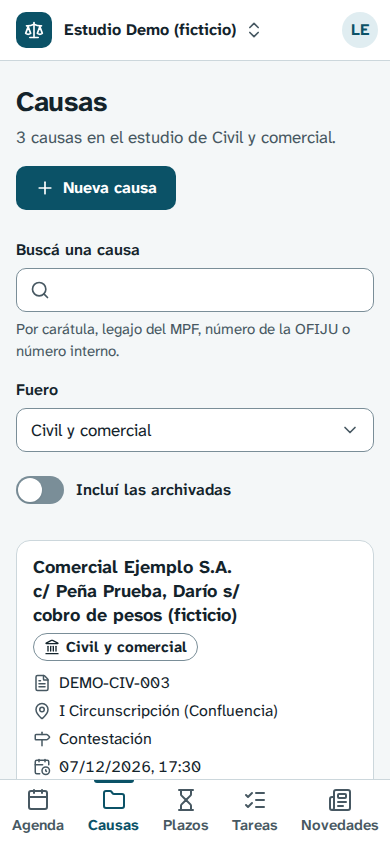 Estudio Demo (ficticio)
LE
Causas
3 causas en el estudio de Civil y comercial.
Nueva causa
Buscá una causa
Por carátula, legajo del MPF, número de la OFIJU o
número interno.
Fuero
Civil y comercial
Incluí las archivadas
Comercial Ejemplo S.A.
c/ Peña Prueba, Darío s/
cobro de pesos (ficticio)
Civil y comercial
DEMO-CIV-003
I Circunscripción (Confluencia)
Contestación
07/12/2026, 17:30
Agenda
Causas
Plazos
Tareas
Novedades